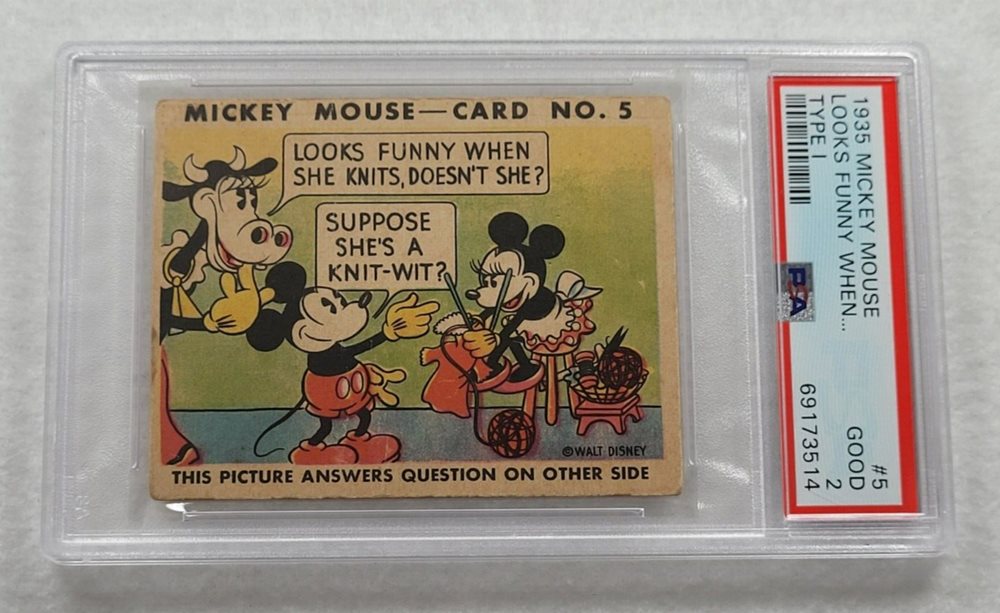 MICKEY MOUSE—CARD NO. 5
LOOKS FUNNY WHEN
SHE KNITS, DOESN'T SHE?
SUPPOSE
SHE'S A
KNIT-WIT?
©WALT DISNEY
THIS PICTURE ANSWERS QUESTION ON OTHER SIDE
1935 MICKEY MOUSE #5
LOOKS FUNNY WHEN... GOOD
TYPE I 2
PSA 69173514